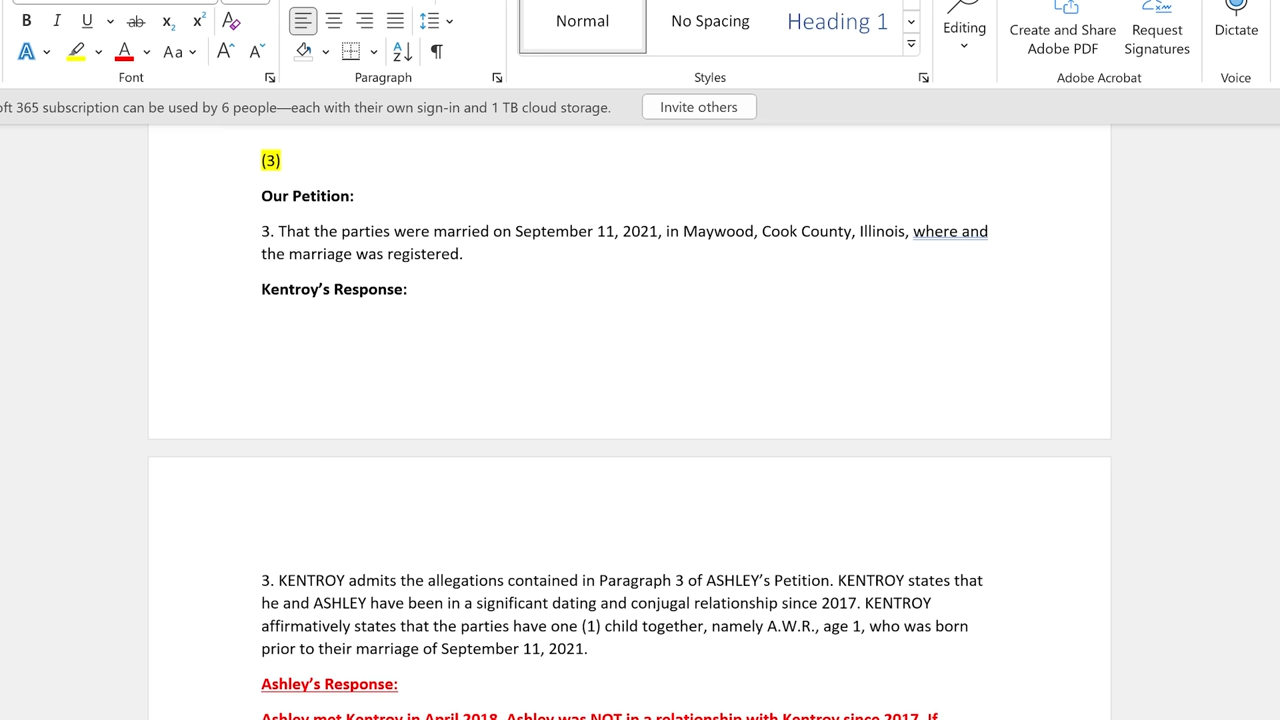 B I U ab x₂ x²
A A Aa A A A Z ¶
Normal No Spacing Heading 1
Editing
Create and Share Adobe PDF
Request Signatures
Dictate
Font Paragraph Styles Adobe Acrobat Voice
oft 365 subscription can be used by 6 people—each with their own sign-in and 1 TB cloud storage. Invite others
(3)
Our Petition:
3. That the parties were married on September 11, 2021, in Maywood, Cook County, Illinois, where and
the marriage was registered.
Kentroy’s Response:
3. KENTROY admits the allegations contained in Paragraph 3 of ASHLEY’s Petition. KENTROY states that
he and ASHLEY have been in a significant dating and conjugal relationship since 2017. KENTROY
affirmatively states that the parties have one (1) child together, namely A.W.R., age 1, who was born
prior to their marriage of September 11, 2021.
Ashley’s Response:
Ashley met Kentroy in April 2018. Ashley was NOT in a relationship with Kentroy since 2017. If